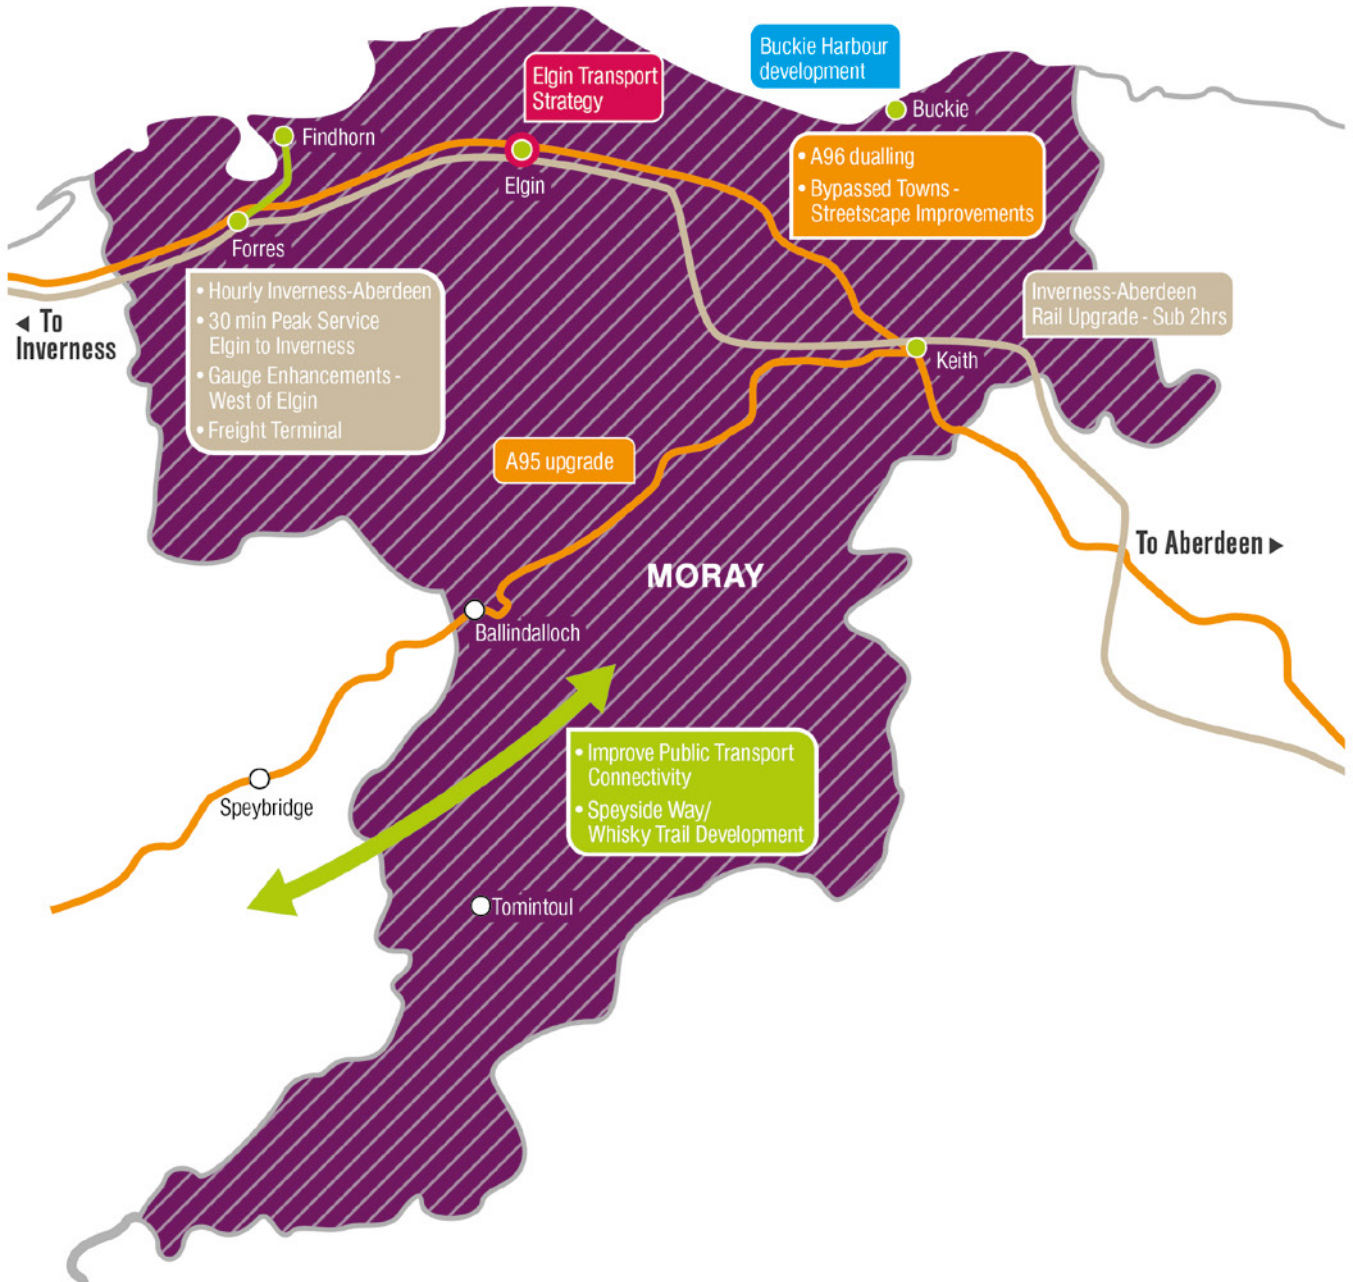 Buckie Harbour
development
Elgin Transport
Strategy
Buckie
Findhorn
• A96 dualling
• Bypassed Towns -
Streetscape Improvements
Elgin
Forres
• Hourly Inverness-Aberdeen
• 30 min Peak Service
Elgin to Inverness
• Gauge Enhancements -
West of Elgin
• Freight Terminal
Inverness-Aberdeen
Rail Upgrade - Sub 2hrs
◄ To
Inverness
Keith
A95 upgrade
To Aberdeen ►
MORAY
Ballindalloch
• Improve Public Transport
Connectivity
• Speyside Way/
Whisky Trail Development
Speybridge
Tomintoul